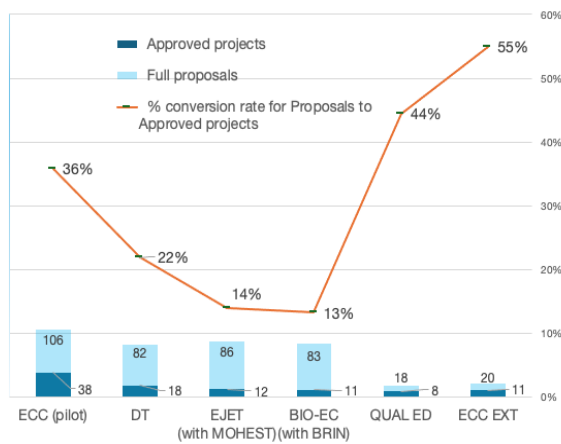 Approved projects
Full proposals
% conversion rate for Proposals to
Approved projects
60%
50%
40%
30%
20%
10%
0%
36%
22%
14%
13%
44%
55%
106
82
86
83
18
20
38
18
12
11
8
11
ECC (pilot)
DT
EJET
(with MOHEST)
BIO-EC
(with BRIN)
QUAL ED
ECC EXT